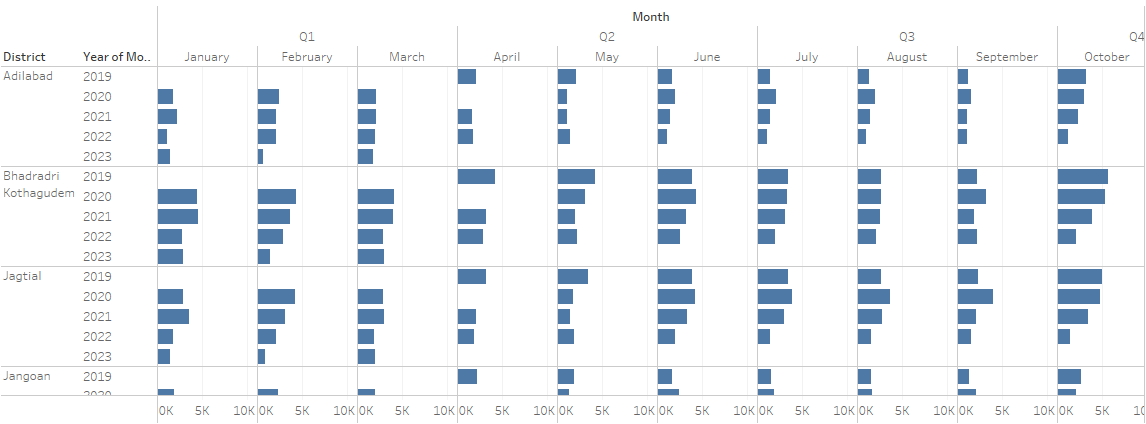 Month
Q1 Q2 Q3 Q4
District Year of Mo.. January February March April May June July August September October
Adilabad 2019
2020
2021
2022
2023
Bhadradri 2019
Kothagudem 2020
2021
2022
2023
Jagtial 2019
2020
2021
2022
2023
Jangoan 2019
2020
0K 5K 10K 0K 5K 10K 0K 5K 10K 0K 5K 10K 0K 5K 10K 0K 5K 10K 0K 5K 10K 0K 5K 10K 0K 5K 10K 0K 5K 10